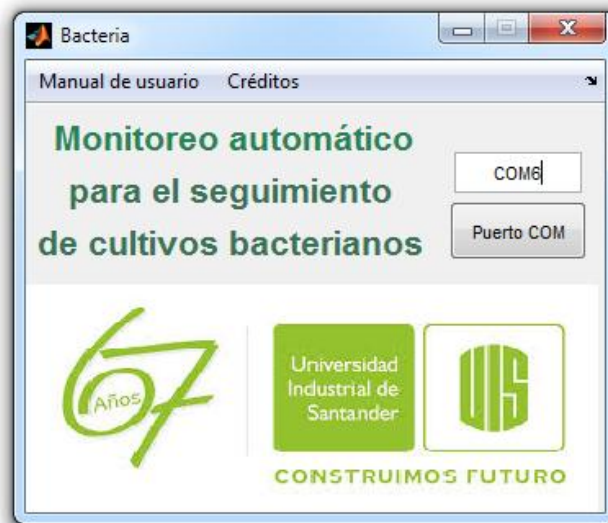 Bacteria
Manual de usuario Créditos
Monitoreo automático
para el seguimiento
de cultivos bacterianos
COM6
Puerto COM
67
Años
Universidad
Industrial de
Santander
UIS
CONSTRUIMOS FUTURO